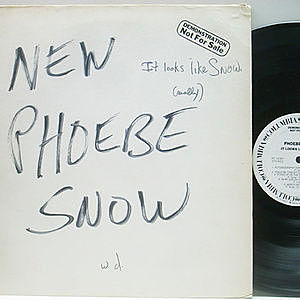 DEMONSTRATION
Not For Sale
NEW
It looks like SNOW.
(really)
PHOEBE
SNOW
w.d.
COLUMBIA
PHOEBE
IT LOOKS L